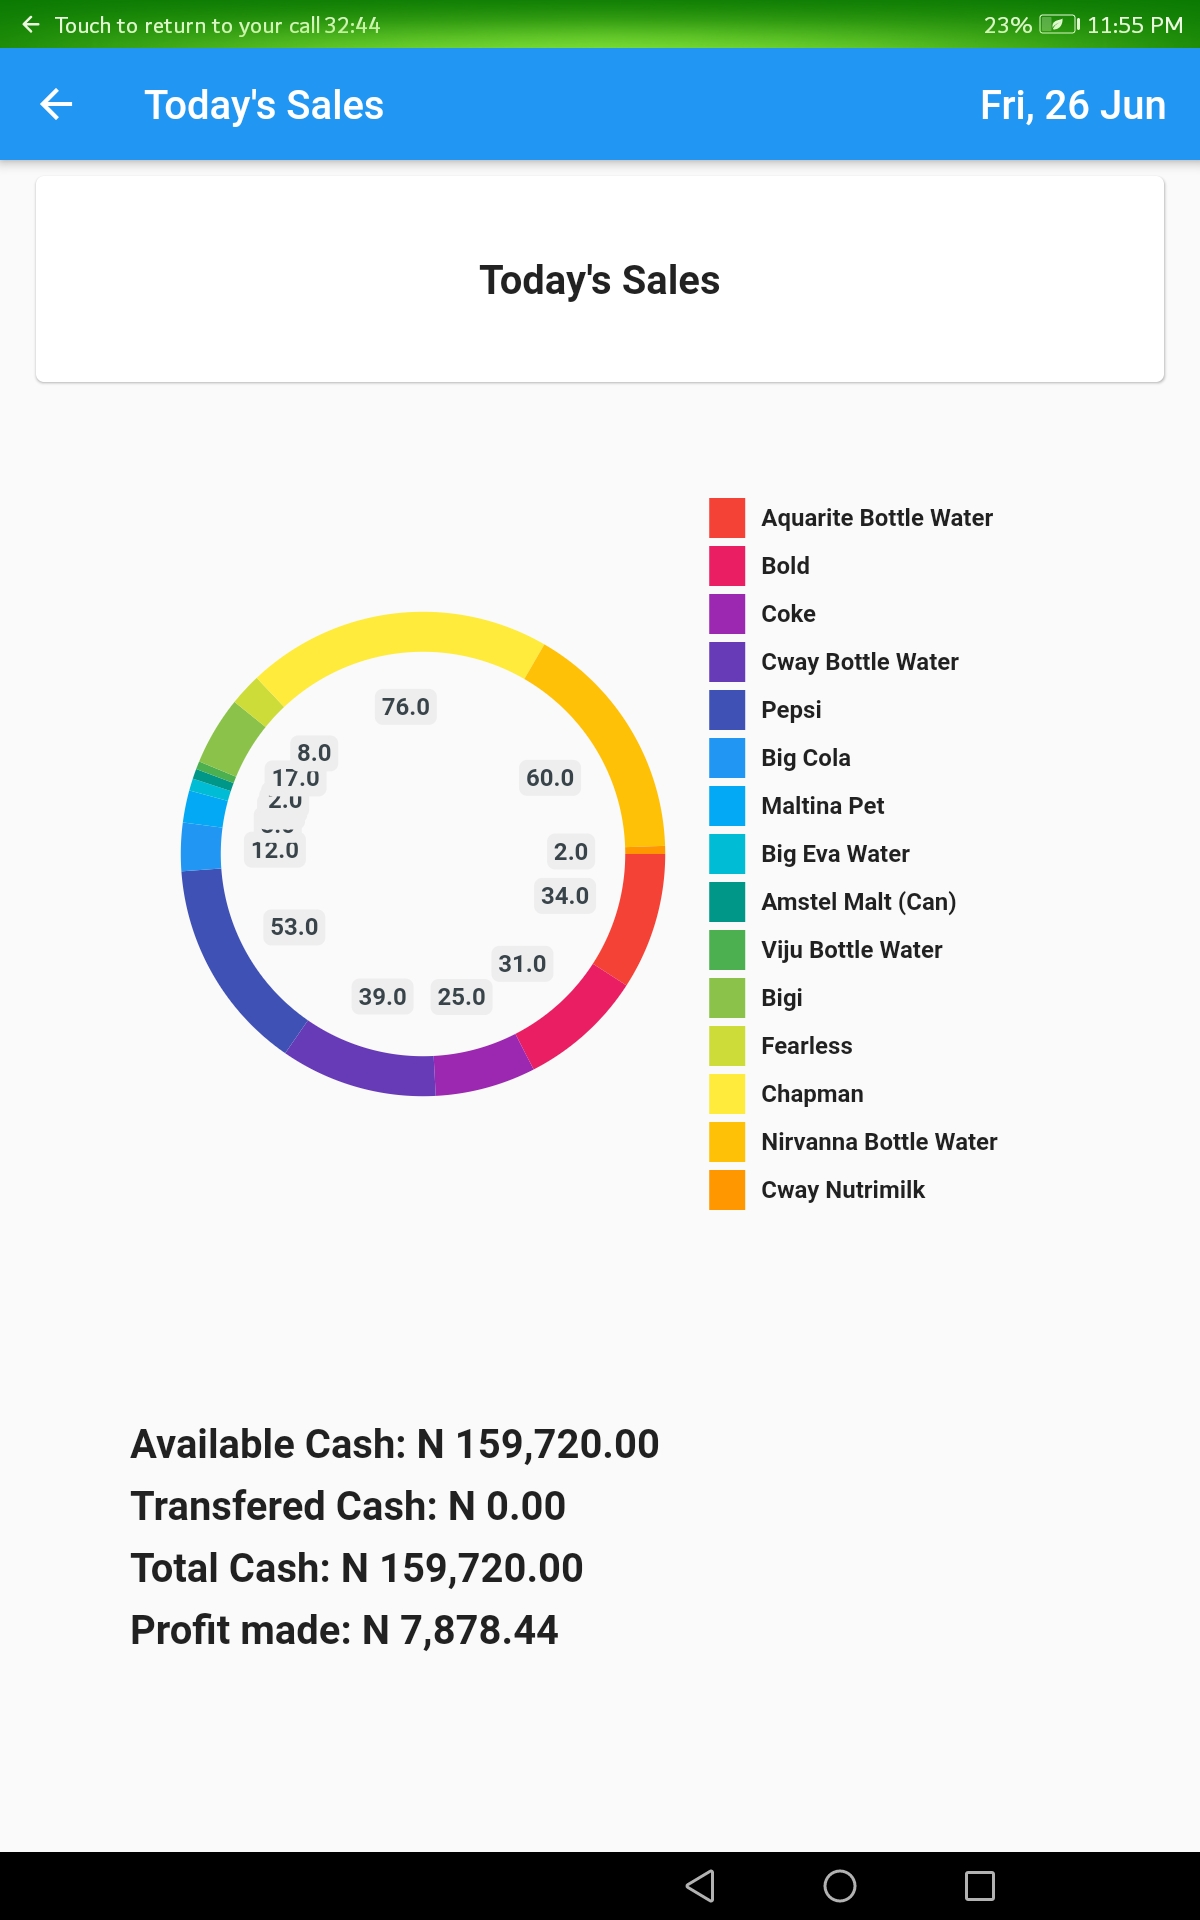 Touch to return to your call 32:44
23%
11:55 PM
Today's Sales
Fri, 26 Jun
Today's Sales
76.0
8.0
17.0
2.0
12.0
53.0
39.0
25.0
31.0
34.0
2.0
60.0
Aquarite Bottle Water
Bold
Coke
Cway Bottle Water
Pepsi
Big Cola
Maltina Pet
Big Eva Water
Amstel Malt (Can)
Viju Bottle Water
Bigi
Fearless
Chapman
Nirvanna Bottle Water
Cway Nutrimilk
Available Cash: N 159,720.00
Transfered Cash: N 0.00
Total Cash: N 159,720.00
Profit made: N 7,878.44